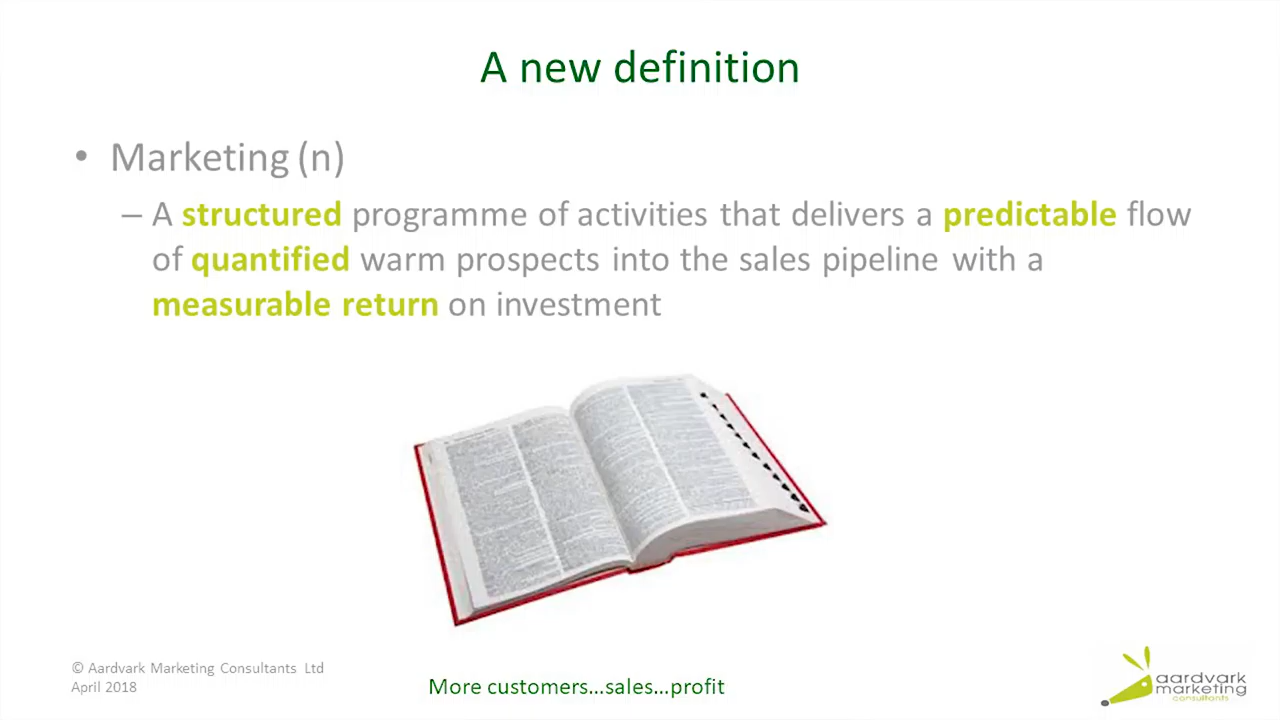 A new definition
• Marketing (n)
– A structured programme of activities that delivers a predictable flow
of quantified warm prospects into the sales pipeline with a
measurable return on investment
© Aardvark Marketing Consultants Ltd
April 2018
More customers...sales...profit
aardvark
marketing
consultants